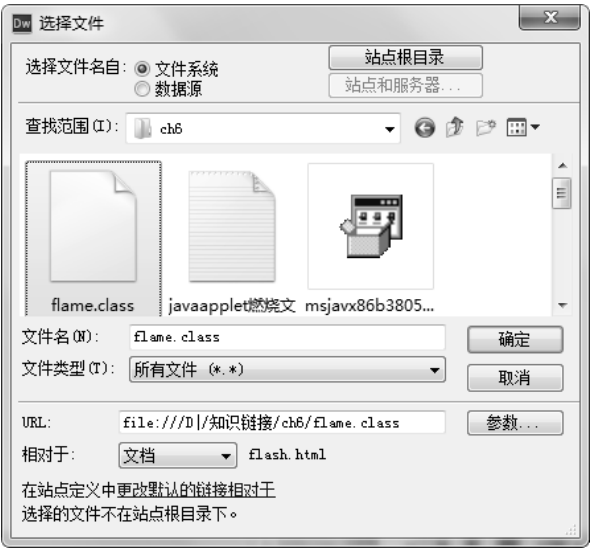 Dw 选择文件
选择文件名自: 文件系统
数据源
站点根目录
站点和服务器...
查找范围(I): ch6
flame.class
javaapplet燃烧文
msjavx86b3805...
文件名(N): flame.class
确定
文件类型(T): 所有文件 (*.*)
取消
URL: file:///D|/知识链接/ch6/flame.class
参数...
相对于: 文档 flash.html
在站点定义中更改默认的链接相对于
选择的文件不在站点根目录下。